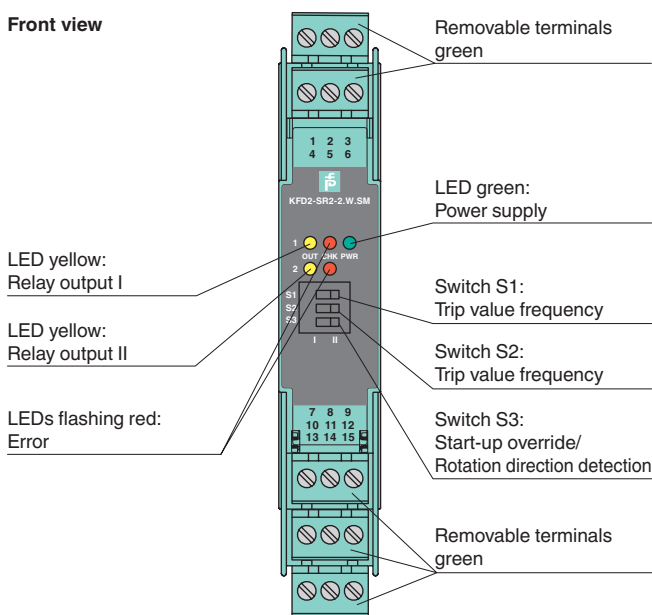 Front view
Removable terminals
green
1 2 3
4 5 6
KFD2-SR2-2.W.SM
LED green:
Power supply
1
OUT CHK PWR
2
LED yellow:
Relay output I
S1
S2
S3
I II
Switch S1:
Trip value frequency
LED yellow:
Relay output II
Switch S2:
Trip value frequency
LEDs flashing red:
Error
7 8 9
10 11 12
13 14 15
Switch S3:
Start-up override/
Rotation direction detection
Removable terminals
green